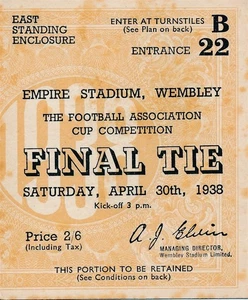 EAST
STANDING
ENCLOSURE
ENTER AT TURNSTILES
(See Plan on back)
B
ENTRANCE 22
EMPIRE STADIUM, WEMBLEY
THE FOOTBALL ASSOCIATION
CUP COMPETITION
FINAL TIE
SATURDAY, APRIL 30th, 1938
Kick-off 3 p.m.
Price 2/6
(Including Tax)
A. J. Elvin
MANAGING DIRECTOR,
Wembley Stadium Limited.
THIS PORTION TO BE RETAINED
(See Conditions on back)
1938